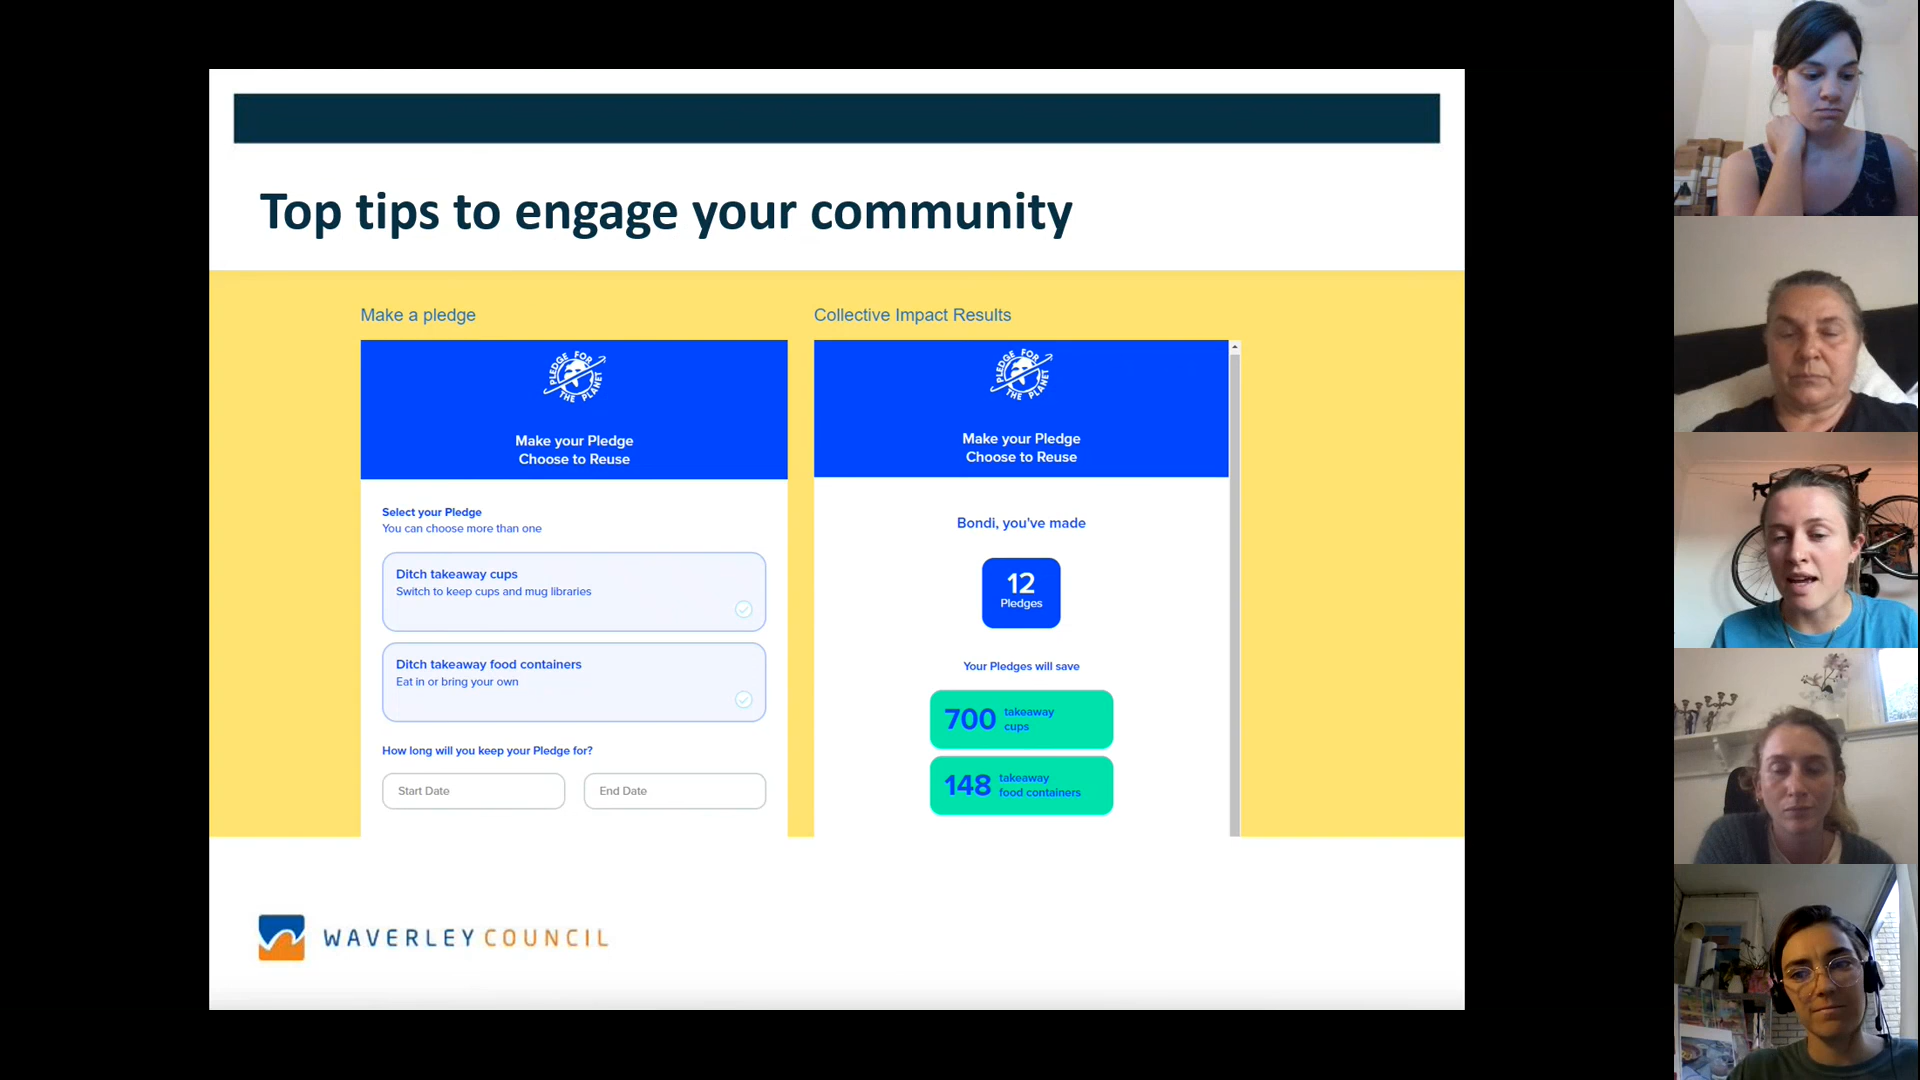 Top tips to engage your community
Make a pledge
PLEDGE FOR THE PLANET
Make your Pledge
Choose to Reuse
Select your Pledge
You can choose more than one
Ditch takeaway cups
Switch to keep cups and mug libraries
Ditch takeaway food containers
Eat in or bring your own
How long will you keep your Pledge for?
Start Date
End Date
Collective Impact Results
PLEDGE FOR THE PLANET
Make your Pledge
Choose to Reuse
Bondi, you've made
12
Pledges
Your Pledges will save
700 takeaway
cups
148 takeaway
food containers
WAVERLEY COUNCIL